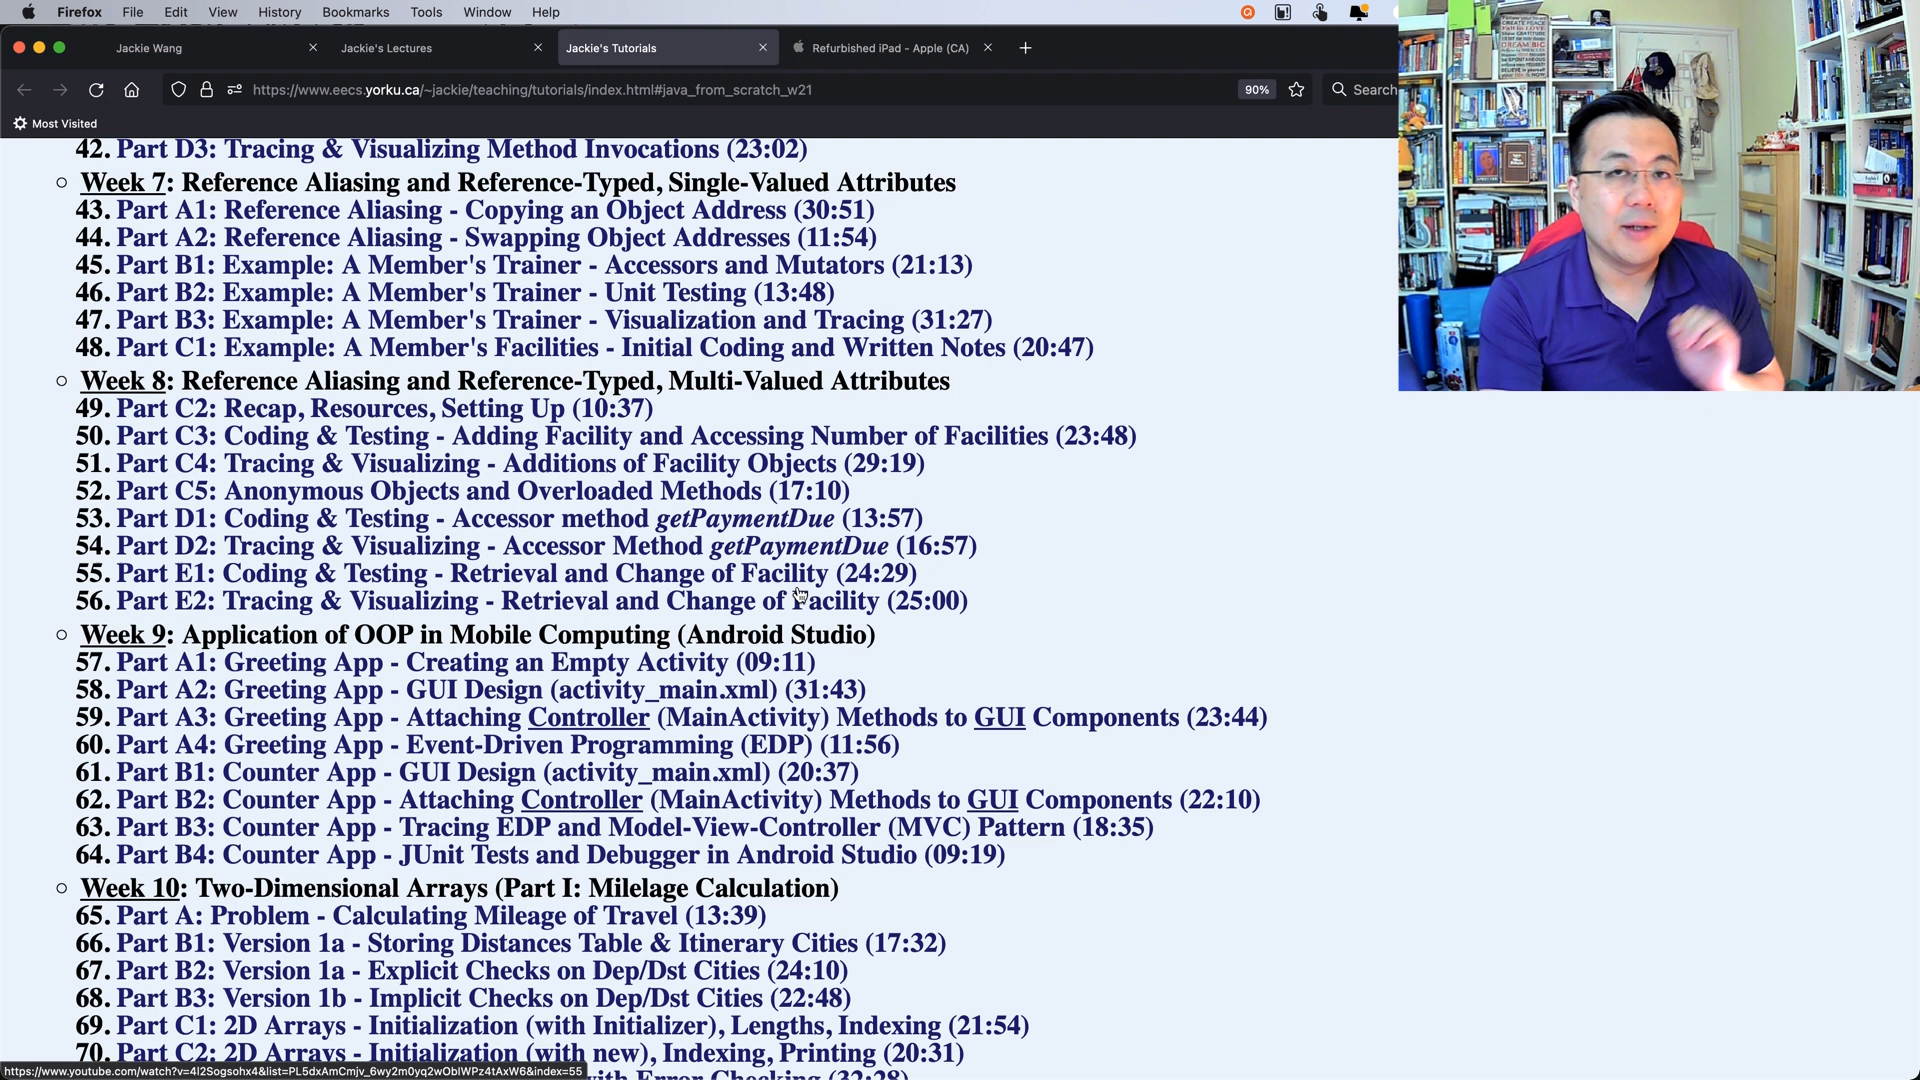 Firefox File Edit View History Bookmarks Tools Window Help
Jackie Wang
Jackie's Lectures
Jackie's Tutorials
Refurbished iPad - Apple (CA)
https://www.eecs.yorku.ca/~jackie/teaching/tutorials/index.html#java_from_scratch_w21
90%
Search
Most Visited
42. Part D3: Tracing & Visualizing Method Invocations (23:02)
Week 7: Reference Aliasing and Reference-Typed, Single-Valued Attributes
43. Part A1: Reference Aliasing - Copying an Object Address (30:51)
44. Part A2: Reference Aliasing - Swapping Object Addresses (11:54)
45. Part B1: Example: A Member's Trainer - Accessors and Mutators (21:13)
46. Part B2: Example: A Member's Trainer - Unit Testing (13:48)
47. Part B3: Example: A Member's Trainer - Visualization and Tracing (31:27)
48. Part C1: Example: A Member's Facilities - Initial Coding and Written Notes (20:47)
Week 8: Reference Aliasing and Reference-Typed, Multi-Valued Attributes
49. Part C2: Recap, Resources, Setting Up (10:37)
50. Part C3: Coding & Testing - Adding Facility and Accessing Number of Facilities (23:48)
51. Part C4: Tracing & Visualizing - Additions of Facility Objects (29:19)
52. Part C5: Anonymous Objects and Overloaded Methods (17:10)
53. Part D1: Coding & Testing - Accessor method getPaymentDue (13:57)
54. Part D2: Tracing & Visualizing - Accessor Method getPaymentDue (16:57)
55. Part E1: Coding & Testing - Retrieval and Change of Facility (24:29)
56. Part E2: Tracing & Visualizing - Retrieval and Change of Facility (25:00)
Week 9: Application of OOP in Mobile Computing (Android Studio)
57. Part A1: Greeting App - Creating an Empty Activity (09:11)
58. Part A2: Greeting App - GUI Design (activity_main.xml) (31:43)
59. Part A3: Greeting App - Attaching Controller (MainActivity) Methods to GUI Components (23:44)
60. Part A4: Greeting App - Event-Driven Programming (EDP) (11:56)
61. Part B1: Counter App - GUI Design (activity_main.xml) (20:37)
62. Part B2: Counter App - Attaching Controller (MainActivity) Methods to GUI Components (22:10)
63. Part B3: Counter App - Tracing EDP and Model-View-Controller (MVC) Pattern (18:35)
64. Part B4: Counter App - JUnit Tests and Debugger in Android Studio (09:19)
Week 10: Two-Dimensional Arrays (Part I: Milelage Calculation)
65. Part A: Problem - Calculating Mileage of Travel (13:39)
66. Part B1: Version 1a - Storing Distances Table & Itinerary Cities (17:32)
67. Part B2: Version 1a - Explicit Checks on Dep/Dst Cities (24:10)
68. Part B3: Version 1b - Implicit Checks on Dep/Dst Cities (22:48)
69. Part C1: 2D Arrays - Initialization (with Initializer), Lengths, Indexing (21:54)
70. Part C2: 2D Arrays - Initialization (with new), Indexing, Printing (20:31)
with Error Checking (32:28)
https://www.youtube.com/watch?v=4l2Sogsohx4&list=PL5dxAmCmjv_6wy2m0yq2wObIWPz4tAxW6&index=55